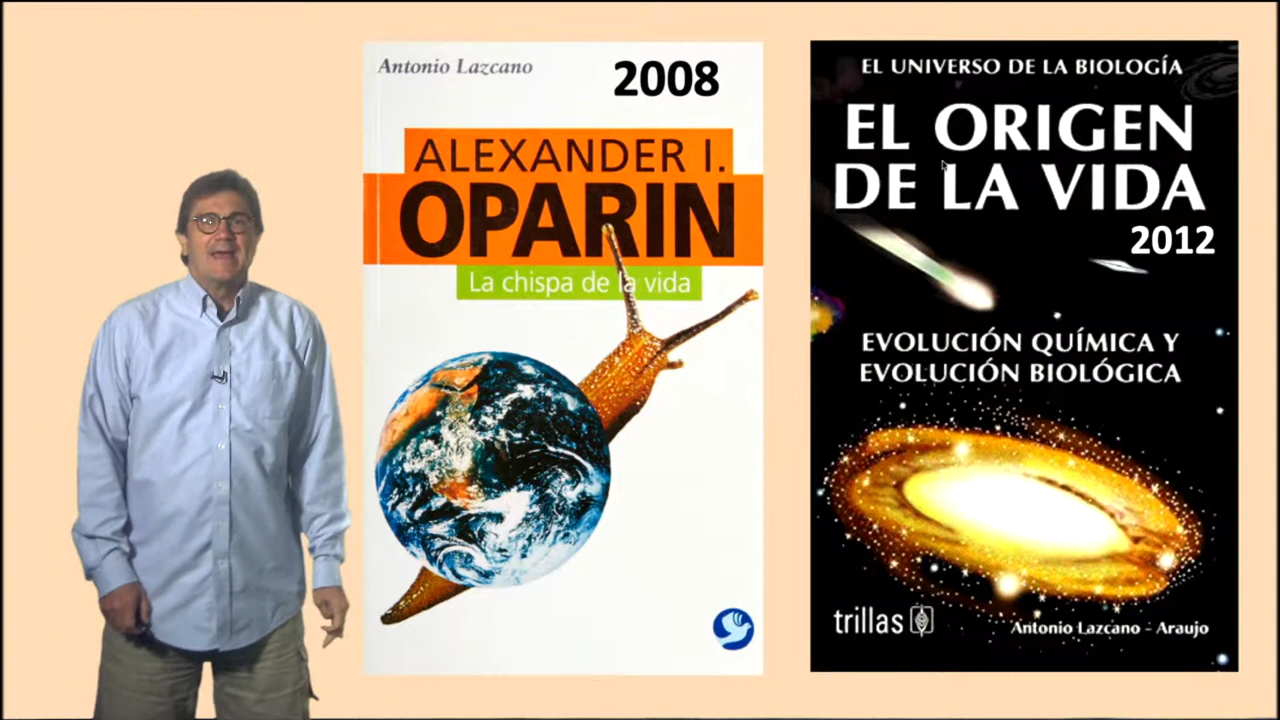 Antonio Lazcano
2008
ALEXANDER I.
OPARIN
La chispa de la vida
EL UNIVERSO DE LA BIOLOGÍA
EL ORIGEN
DE LA VIDA
2012
EVOLUCIÓN QUÍMICA Y
EVOLUCIÓN BIOLÓGICA
trillas
Antonio Lazcano - Araujo